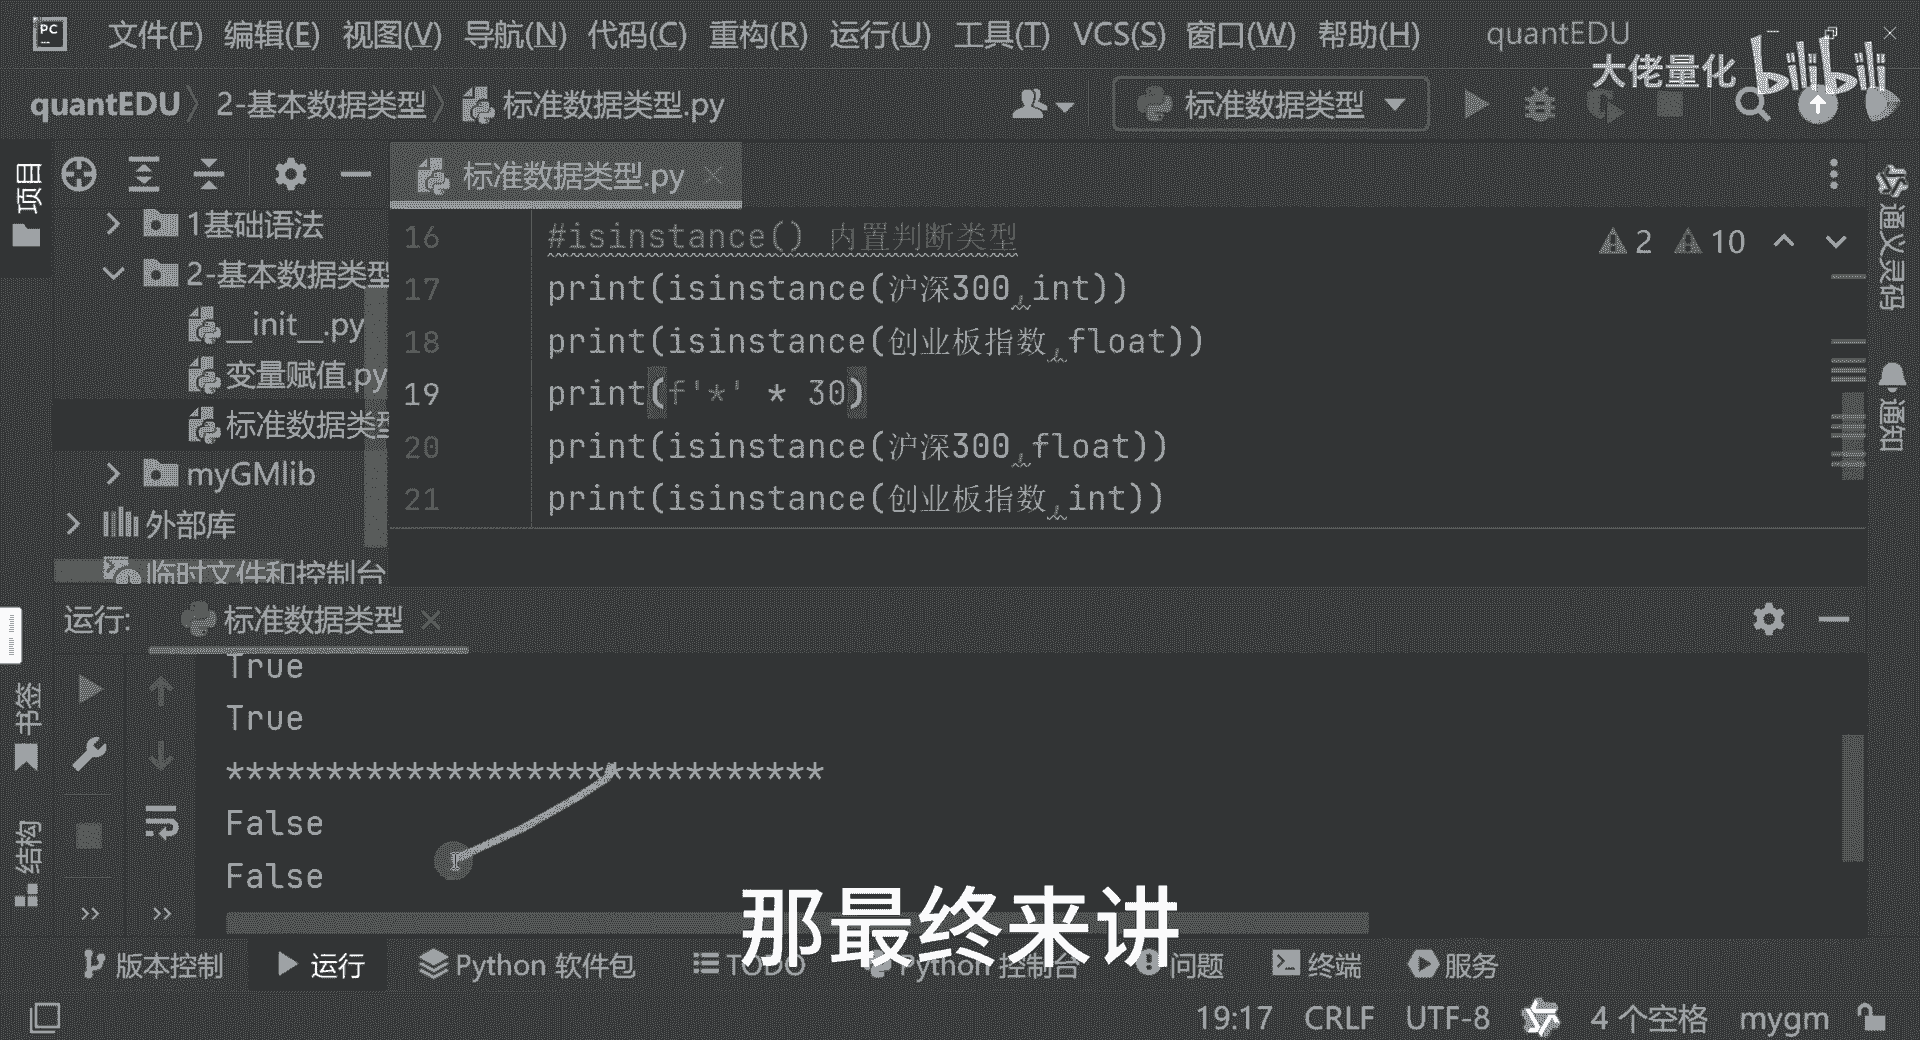 文件(F) 编辑(E) 视图(V) 导航(N) 代码(C) 重构(R) 运行(U) 工具(T) VCS(S) 窗口(W) 帮助(H) quantEDU
大佬量化 bilibili
quantEDU 2-基本数据类型 标准数据类型.py 标准数据类型
项目
标准数据类型.py
1基础语法
2-基本数据类型
__init__.py
变量赋值.py
标准数据类型
myGMlib
外部库
临时文件和控制台
16 #isinstance() 内置判断类型
17 print(isinstance(沪深300,int))
18 print(isinstance(创业板指数,float))
19 print(f'*' * 30)
20 print(isinstance(沪深300,float))
21 print(isinstance(创业板指数,int))
2 10
通义灵码
通知
运行: 标准数据类型
True
True
******************************
False
False
书签
结构
那最终来讲
版本控制 运行 Python 软件包 TODO Python 控制台 问题 终端 服务
19:17 CRLF UTF-8 4 个空格 mygm